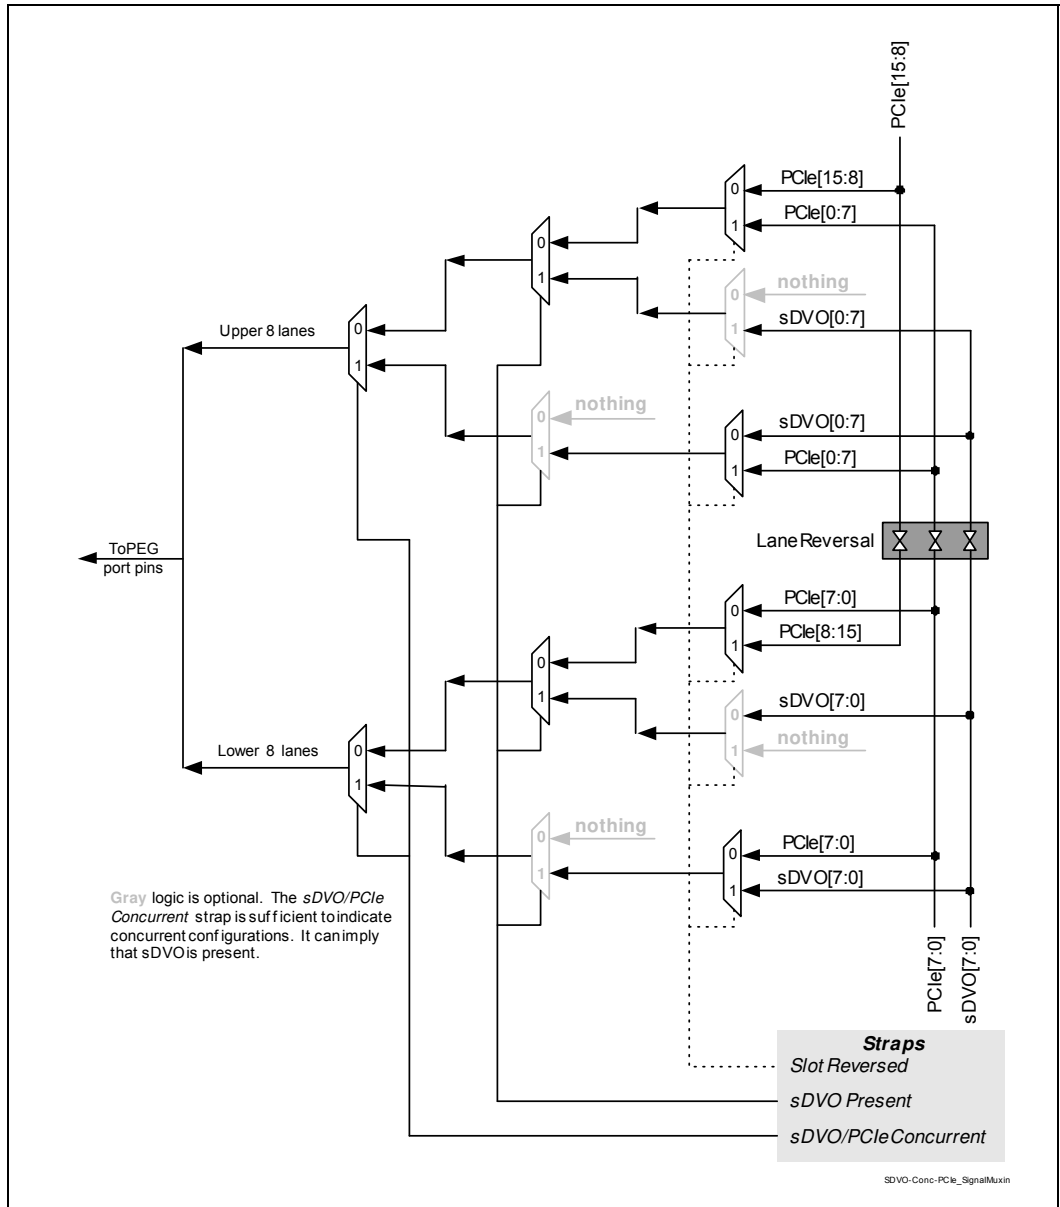 PCIe[15:8]
0
PCIe[15:8]
1
PCIe[0:7]
0
1
0
nothing
1
sDVO[0:7]
Upper 8 lanes
0
1
0
nothing
1
0
sDVO[0:7]
1
PCIe[0:7]
Lane Reversal
To PEG
port pins
0
PCIe[7:0]
1
PCIe[8:15]
0
1
0
sDVO[7:0]
1
nothing
Lower 8 lanes
0
1
0
nothing
1
0
PCIe[7:0]
1
sDVO[7:0]
Gray logic is optional. The sDVO/PCIe
Concurrent strap is sufficient to indicate
concurrent configurations. It can imply
that sDVO is present.
PCIe[7:0]
sDVO[7:0]
Straps
Slot Reversed
sDVO Present
sDVO/PCIe Concurrent
SDVO-Conc-PCIe_SignalMuxin